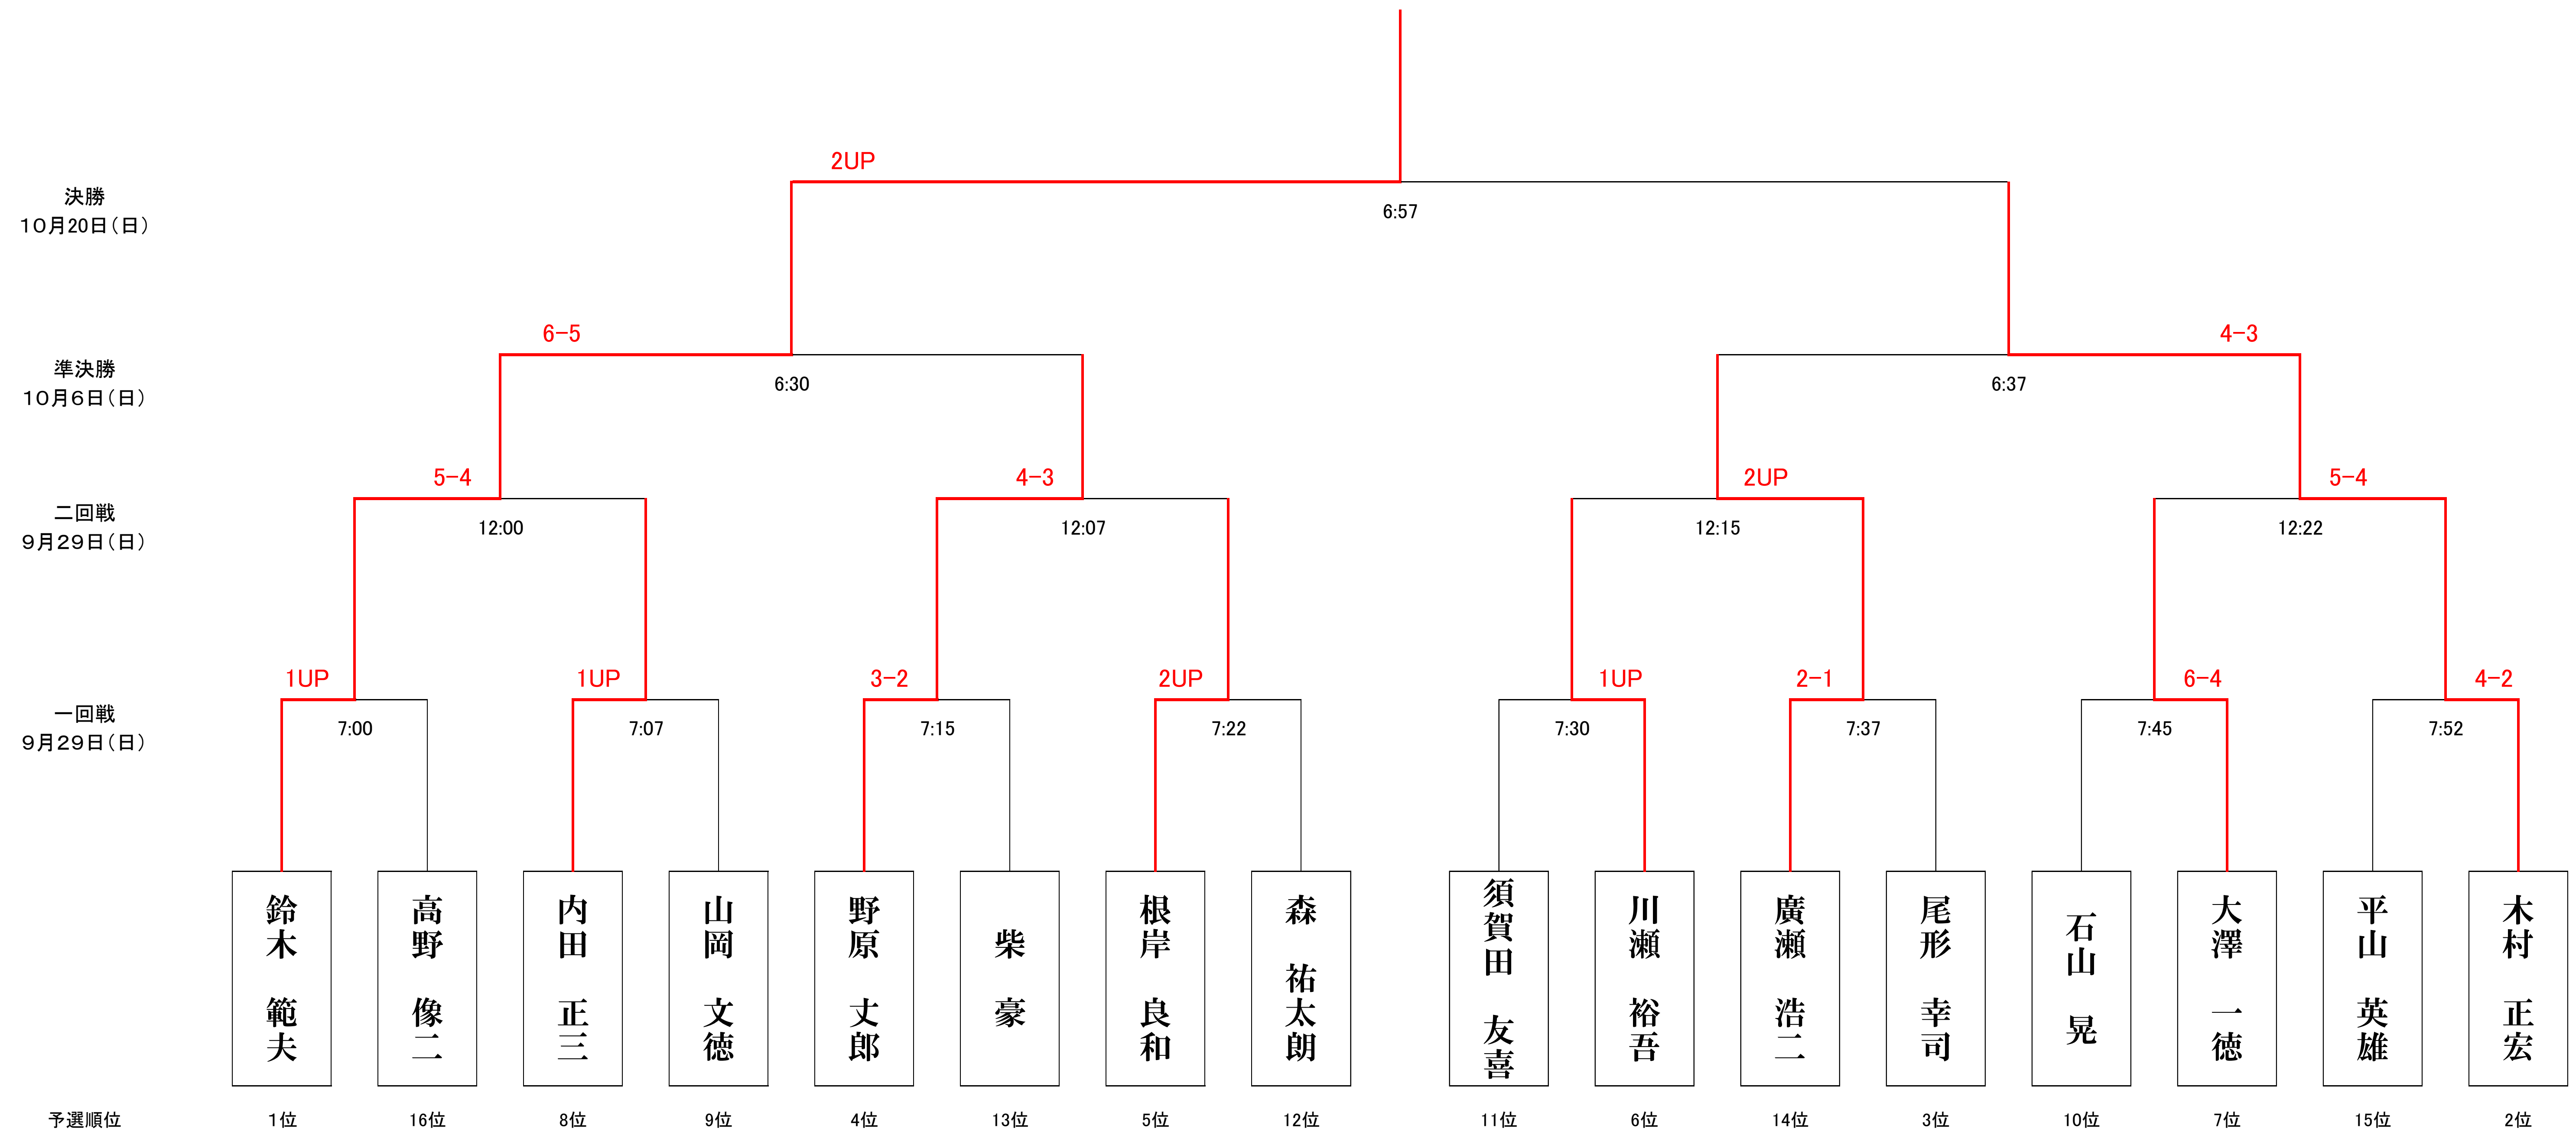 2UP
決勝
10月20日(日)
6:57
6-5
4-3
準決勝
10月6日(日)
6:30
6:37
5-4
4-3
2UP
5-4
二回戦
9月29日(日)
12:00
12:07
12:15
12:22
1UP
1UP
3-2
2UP
1UP
2-1
6-4
4-2
一回戦
9月29日(日)
7:00
7:07
7:15
7:22
7:30
7:37
7:45
7:52
鈴木 範夫
高野 像二
内田 正三
山岡 文徳
野原 丈郎
柴 豪
根岸 良和
森 祐太朗
須賀田 友喜
川瀬 裕吾
廣瀬 浩二
尾形 幸司
石山 晃
大澤 一徳
平山 英雄
木村 正宏
予選順位 1位 16位 8位 9位 4位 13位 5位 12位 11位 6位 14位 3位 10位 7位 15位 2位